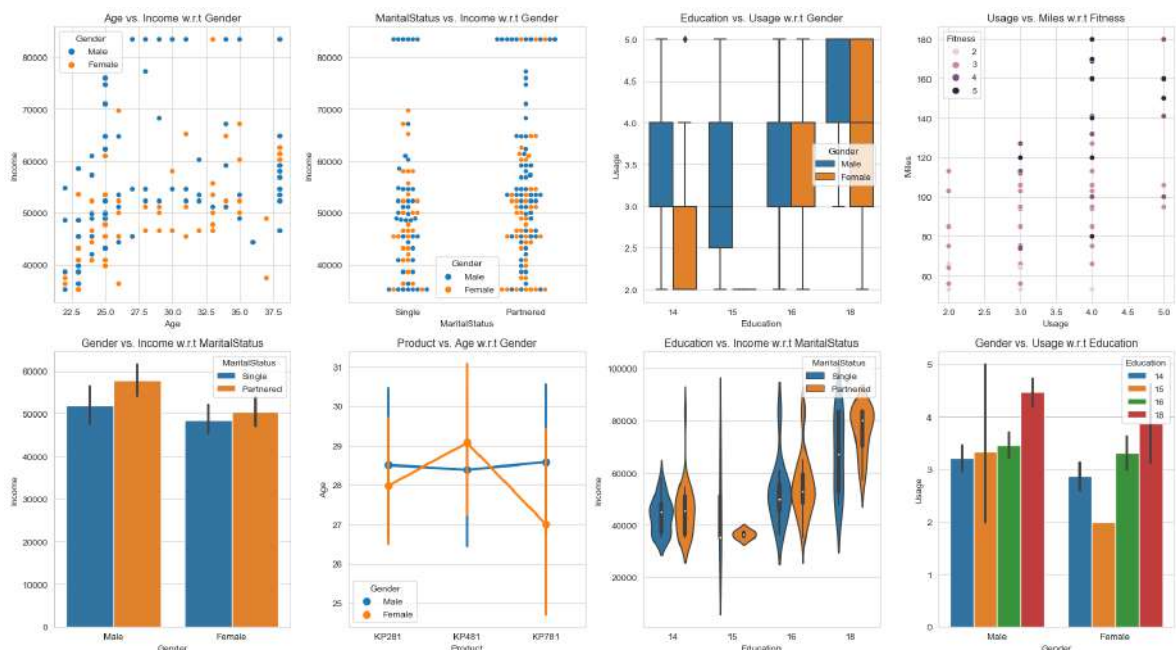 Age vs. Income w.r.t Gender
Gender
Male
Female
80000
70000
60000
50000
40000
Income
22.5 25.0 27.5 30.0 32.5 35.0 37.5
Age
MaritalStatus vs. Income w.r.t Gender
80000
70000
60000
50000
40000
Income
Gender
Male
Female
Single Partnered
MaritalStatus
Education vs. Usage w.r.t Gender
5.0
4.5
4.0
3.5
3.0
2.5
2.0
Usage
Gender
Male
Female
14 15 16 18
Education
Usage vs. Miles w.r.t Fitness
Fitness
2
3
4
5
180
160
140
120
100
80
60
Miles
2.0 2.5 3.0 3.5 4.0 4.5 5.0
Usage
Gender vs. Income w.r.t MaritalStatus
MaritalStatus
Single
Partnered
60000
50000
40000
30000
20000
10000
0
Income
Male Female
Gender
Product vs. Age w.r.t Gender
31
30
29
28
27
26
25
Age
Gender
Male
Female
KP281 KP481 KP781
Product
Education vs. Income w.r.t MaritalStatus
MaritalStatus
Single
Partnered
100000
80000
60000
40000
20000
Income
14 15 16 18
Education
Gender vs. Usage w.r.t Education
Education
14
15
16
18
5
4
3
2
1
0
Usage
Male Female
Gender